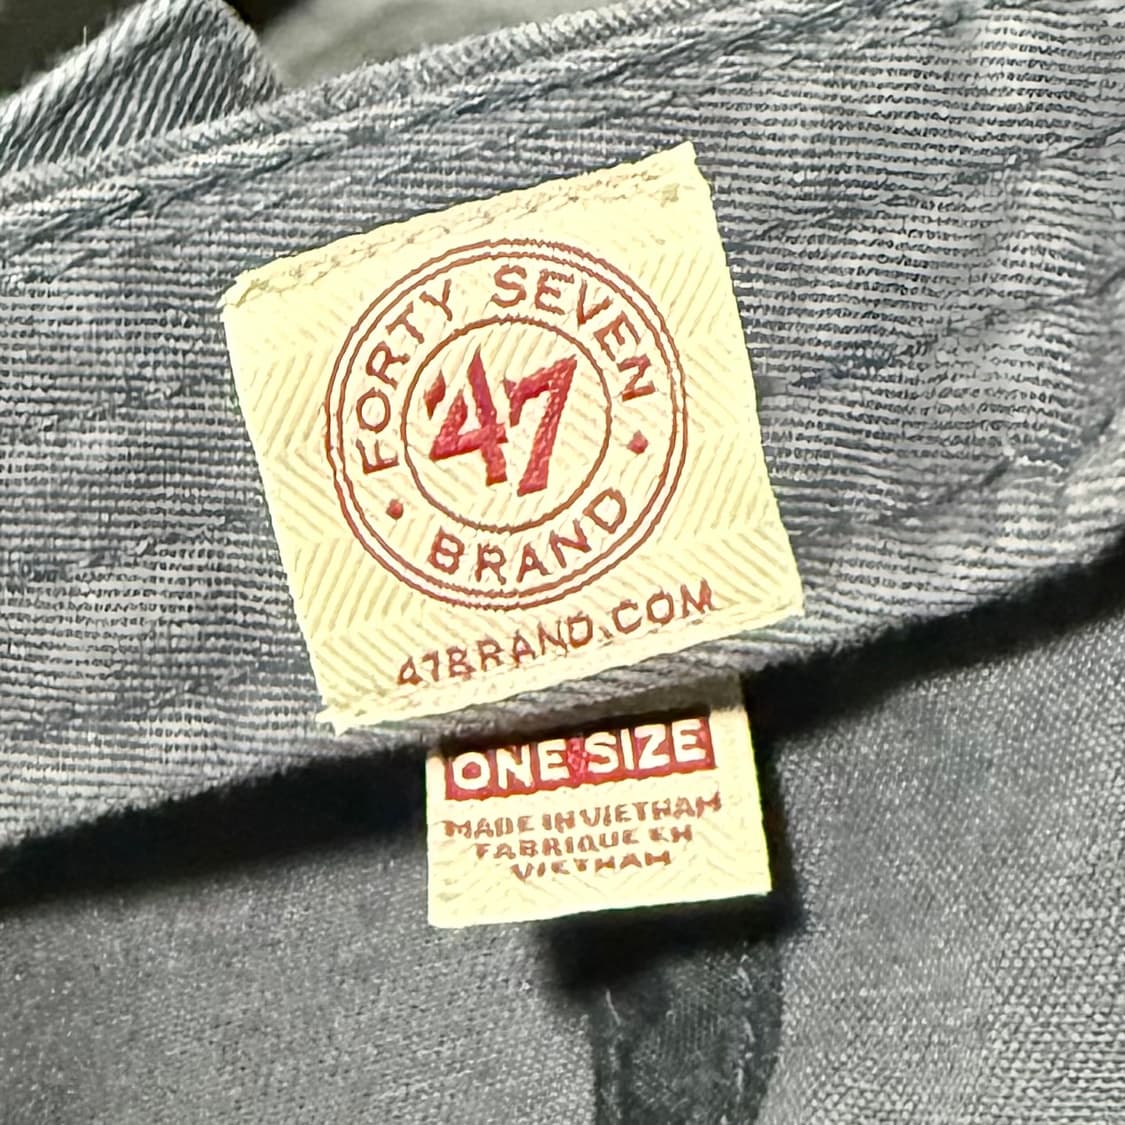 FORTY SEVEN
'47
BRAND
47BRAND.COM
ONE SIZE
MADE IN VIETNAM
FABRIQUE EN
VIETNAM